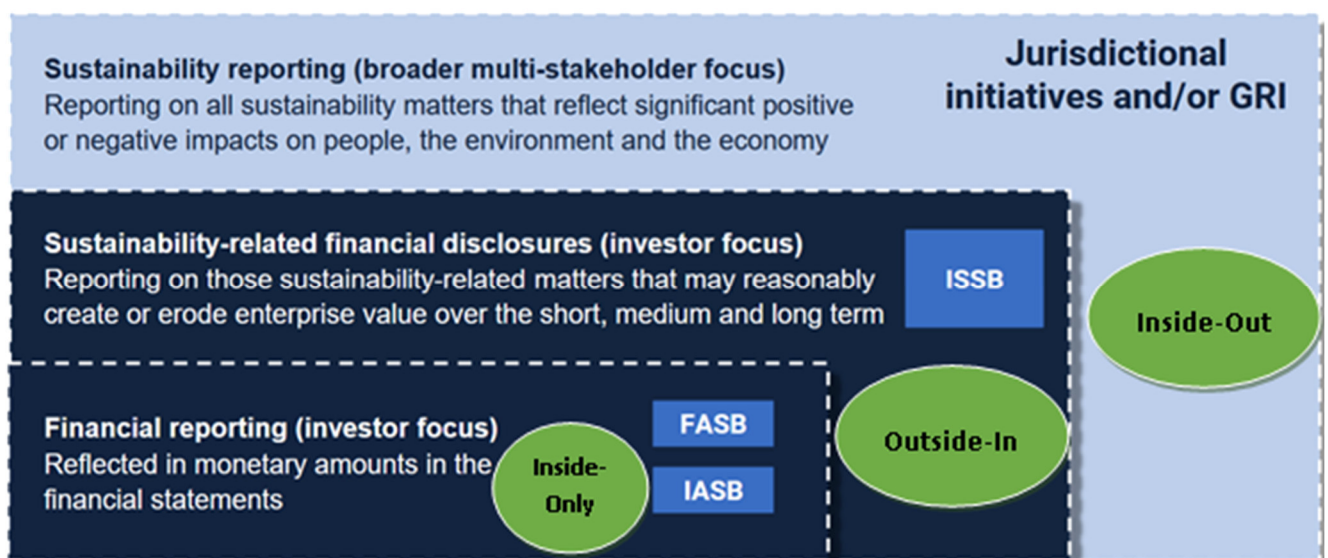 Sustainability reporting (broader multi-stakeholder focus)
Reporting on all sustainability matters that reflect significant positive
or negative impacts on people, the environment and the economy
Jurisdictional
initiatives and/or GRI
Sustainability-related financial disclosures (investor focus)
Reporting on those sustainability-related matters that may reasonably
create or erode enterprise value over the short, medium and long term
ISSB
Inside-Out
Financial reporting (investor focus)
Reflected in monetary amounts in the
financial statements
Inside-
Only
FASB
IASB
Outside-In